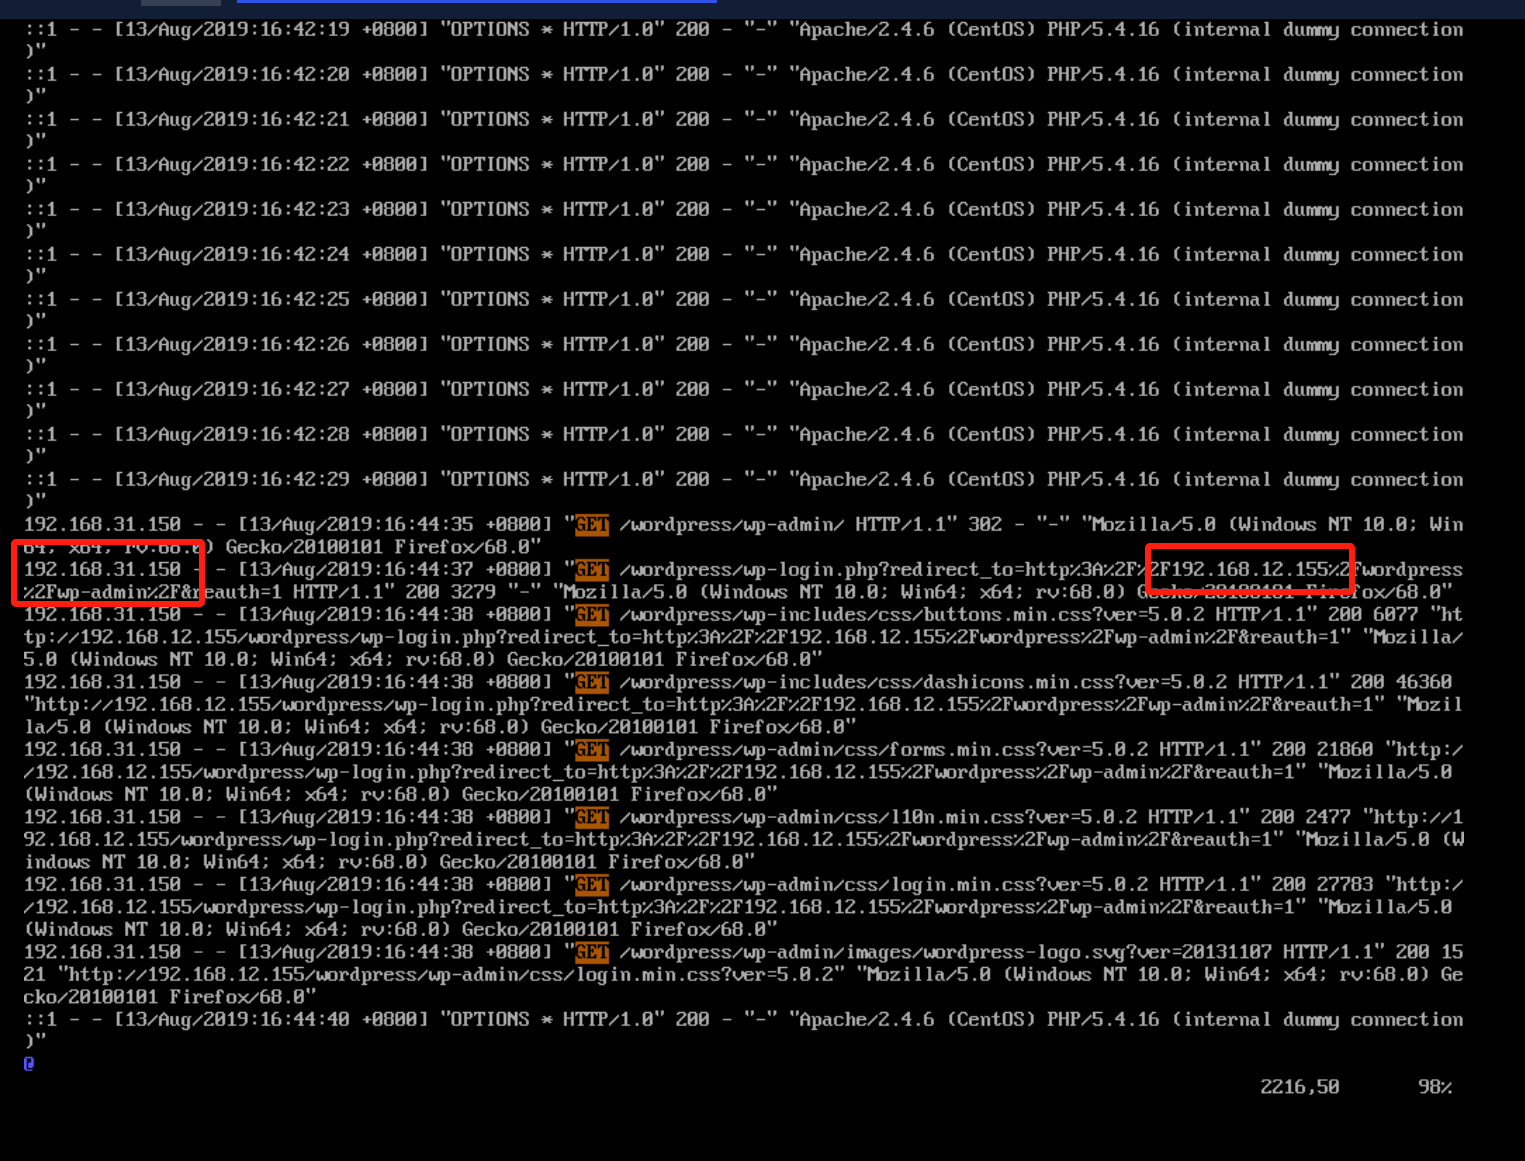 ::1 - - [13/Aug/2019:16:42:19 +0800] "OPTIONS * HTTP/1.0" 200 - "-" "Apache/2.4.6 (CentOS) PHP/5.4.16 (internal dummy connection
)"
::1 - - [13/Aug/2019:16:42:20 +0800] "OPTIONS * HTTP/1.0" 200 - "-" "Apache/2.4.6 (CentOS) PHP/5.4.16 (internal dummy connection
)"
::1 - - [13/Aug/2019:16:42:21 +0800] "OPTIONS * HTTP/1.0" 200 - "-" "Apache/2.4.6 (CentOS) PHP/5.4.16 (internal dummy connection
)"
::1 - - [13/Aug/2019:16:42:22 +0800] "OPTIONS * HTTP/1.0" 200 - "-" "Apache/2.4.6 (CentOS) PHP/5.4.16 (internal dummy connection
)"
::1 - - [13/Aug/2019:16:42:23 +0800] "OPTIONS * HTTP/1.0" 200 - "-" "Apache/2.4.6 (CentOS) PHP/5.4.16 (internal dummy connection
)"
::1 - - [13/Aug/2019:16:42:24 +0800] "OPTIONS * HTTP/1.0" 200 - "-" "Apache/2.4.6 (CentOS) PHP/5.4.16 (internal dummy connection
)"
::1 - - [13/Aug/2019:16:42:25 +0800] "OPTIONS * HTTP/1.0" 200 - "-" "Apache/2.4.6 (CentOS) PHP/5.4.16 (internal dummy connection
)"
::1 - - [13/Aug/2019:16:42:26 +0800] "OPTIONS * HTTP/1.0" 200 - "-" "Apache/2.4.6 (CentOS) PHP/5.4.16 (internal dummy connection
)"
::1 - - [13/Aug/2019:16:42:27 +0800] "OPTIONS * HTTP/1.0" 200 - "-" "Apache/2.4.6 (CentOS) PHP/5.4.16 (internal dummy connection
)"
::1 - - [13/Aug/2019:16:42:28 +0800] "OPTIONS * HTTP/1.0" 200 - "-" "Apache/2.4.6 (CentOS) PHP/5.4.16 (internal dummy connection
)"
::1 - - [13/Aug/2019:16:42:29 +0800] "OPTIONS * HTTP/1.0" 200 - "-" "Apache/2.4.6 (CentOS) PHP/5.4.16 (internal dummy connection
)"
192.168.31.150 - - [13/Aug/2019:16:44:35 +0800] "GET /wordpress/wp-admin/ HTTP/1.1" 302 - "-" "Mozilla/5.0 (Windows NT 10.0; Win
64; x64; rv:68.0) Gecko/20100101 Firefox/68.0"
192.168.31.150 - - [13/Aug/2019:16:44:37 +0800] "GET /wordpress/wp-login.php?redirect_to=http%3A%2F%2F192.168.12.155%2Fwordpress
%2Fwp-admin%2F&reauth=1 HTTP/1.1" 200 3279 "-" "Mozilla/5.0 (Windows NT 10.0; Win64; x64; rv:68.0) Gecko/20100101 Firefox/68.0"
192.168.31.150 - - [13/Aug/2019:16:44:38 +0800] "GET /wordpress/wp-includes/css/buttons.min.css?ver=5.0.2 HTTP/1.1" 200 6077 "ht
tp://192.168.12.155/wordpress/wp-login.php?redirect_to=http%3A%2F%2F192.168.12.155%2Fwordpress%2Fwp-admin%2F&reauth=1" "Mozilla/
5.0 (Windows NT 10.0; Win64; x64; rv:68.0) Gecko/20100101 Firefox/68.0"
192.168.31.150 - - [13/Aug/2019:16:44:38 +0800] "GET /wordpress/wp-includes/css/dashicons.min.css?ver=5.0.2 HTTP/1.1" 200 46360
"http://192.168.12.155/wordpress/wp-login.php?redirect_to=http%3A%2F%2F192.168.12.155%2Fwordpress%2Fwp-admin%2F&reauth=1" "Mozil
la/5.0 (Windows NT 10.0; Win64; x64; rv:68.0) Gecko/20100101 Firefox/68.0"
192.168.31.150 - - [13/Aug/2019:16:44:38 +0800] "GET /wordpress/wp-admin/css/forms.min.css?ver=5.0.2 HTTP/1.1" 200 21860 "http:/
/192.168.12.155/wordpress/wp-login.php?redirect_to=http%3A%2F%2F192.168.12.155%2Fwordpress%2Fwp-admin%2F&reauth=1" "Mozilla/5.0
(Windows NT 10.0; Win64; x64; rv:68.0) Gecko/20100101 Firefox/68.0"
192.168.31.150 - - [13/Aug/2019:16:44:38 +0800] "GET /wordpress/wp-admin/css/l10n.min.css?ver=5.0.2 HTTP/1.1" 200 2477 "http://1
92.168.12.155/wordpress/wp-login.php?redirect_to=http%3A%2F%2F192.168.12.155%2Fwordpress%2Fwp-admin%2F&reauth=1" "Mozilla/5.0 (W
indows NT 10.0; Win64; x64; rv:68.0) Gecko/20100101 Firefox/68.0"
192.168.31.150 - - [13/Aug/2019:16:44:38 +0800] "GET /wordpress/wp-admin/css/login.min.css?ver=5.0.2 HTTP/1.1" 200 27783 "http:/
/192.168.12.155/wordpress/wp-login.php?redirect_to=http%3A%2F%2F192.168.12.155%2Fwordpress%2Fwp-admin%2F&reauth=1" "Mozilla/5.0
(Windows NT 10.0; Win64; x64; rv:68.0) Gecko/20100101 Firefox/68.0"
192.168.31.150 - - [13/Aug/2019:16:44:38 +0800] "GET /wordpress/wp-admin/images/wordpress-logo.svg?ver=20131107 HTTP/1.1" 200 15
21 "http://192.168.12.155/wordpress/wp-admin/css/login.min.css?ver=5.0.2" "Mozilla/5.0 (Windows NT 10.0; Win64; x64; rv:68.0) Ge
cko/20100101 Firefox/68.0"
::1 - - [13/Aug/2019:16:44:40 +0800] "OPTIONS * HTTP/1.0" 200 - "-" "Apache/2.4.6 (CentOS) PHP/5.4.16 (internal dummy connection
)"
@
2216,50 98%